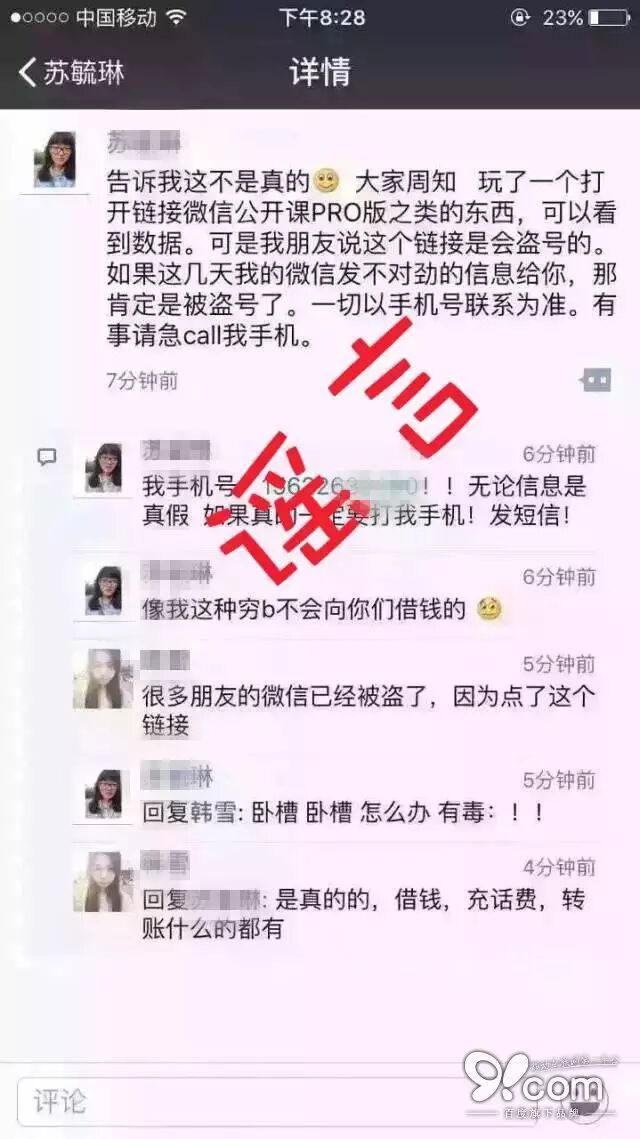 中国移动 下午8:28 23%
苏毓琳 详情
苏
告诉我这不是真的 大家周知 玩了一个打
开链接微信公开课PRO版之类的东西，可以看
到数据。可是我朋友说这个链接是会盗号的。
如果这几天我的微信发不对劲的信息给你，那
肯定是被盗号了。一切以手机号联系为准。有
事请急call我手机。
7分钟前
谣言
6分钟前
我手机号 ！！无论信息是
真假 如果真的一定要打我手机！发短信！
琳 6分钟前
像我这种穷b不会向你们借钱的
5分钟前
很多朋友的微信已经被盗了，因为点了这个
链接
琳 5分钟前
回复韩雪: 卧槽 卧槽 怎么办 有毒：！！
雪 4分钟前
回复 琳: 是真的的，借钱，充话费，转
账什么的都有
评论
91.com
百度旗下品牌